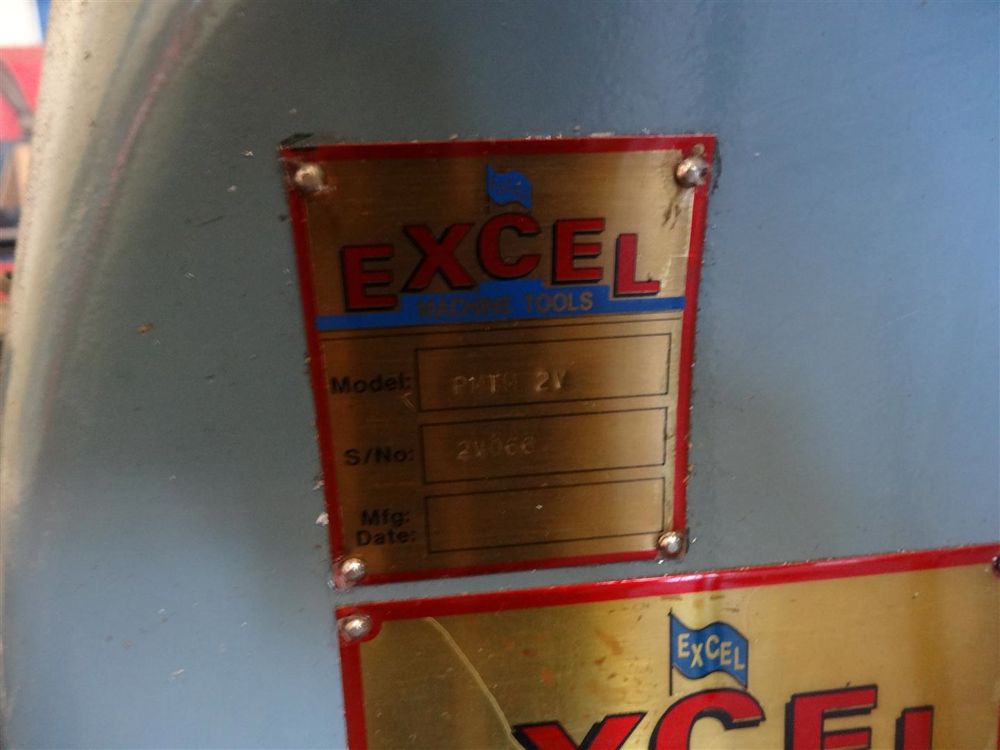 EXCEL
MACHINE TOOLS
Model: PMTM 2V
S/No:
Mfg:
Date:
EXCEL
EXCEL